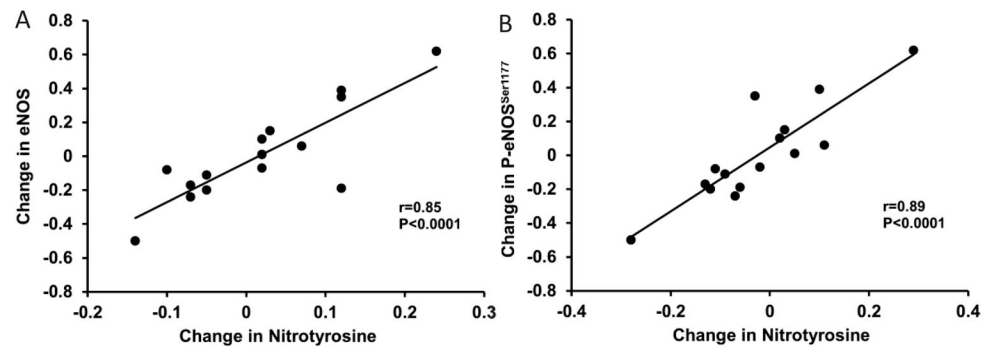 A
0.8
0.6
0.4
0.2
0
-0.2
-0.4
-0.6
-0.8
Change in eNOS
-0.2
-0.1
0
0.1
0.2
0.3
Change in Nitrotyrosine
r=0.85
P<0.0001
B
0.8
0.6
0.4
0.2
0
-0.2
-0.4
-0.6
-0.8
Change in P-eNOSSer1177
-0.4
-0.2
0
0.2
0.4
Change in Nitrotyrosine
r=0.89
P<0.0001